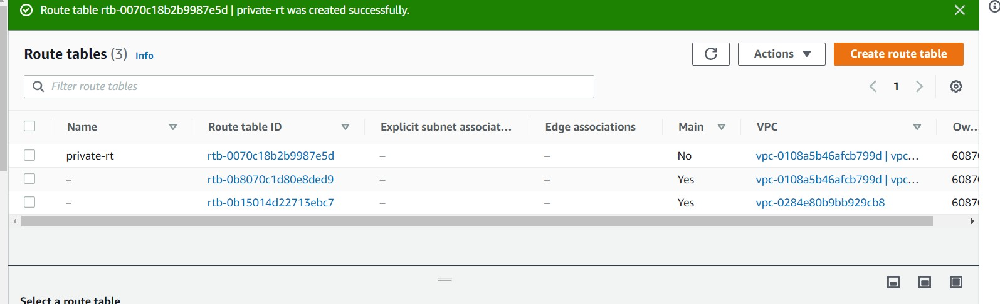 Route table rtb-0070c18b2b9987e5d | private-rt was created successfully.
Route tables (3) Info
Actions
Create route table
Filter route tables
1
Name Route table ID Explicit subnet associat... Edge associations Main VPC Ow...
private-rt rtb-0070c18b2b9987e5d – – No vpc-0108a5b46afcb799d | vpc... 6087
– rtb-0b8070c1d80e8ded9 – – Yes vpc-0108a5b46afcb799d | vpc... 6087
– rtb-0b15014d22713ebc7 – – Yes vpc-0284e80b9bb929cb8 6087
Select a route table